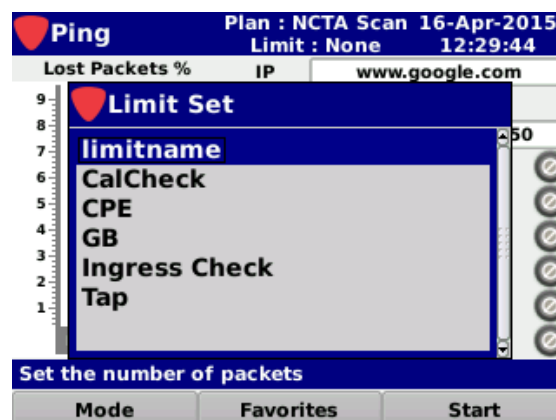 Ping
Plan : NCTA Scan 16-Apr-2015
Limit : None 12:29:44
Lost Packets % IP www.google.com
9
8
7
6
5
4
3
2
1
Limit Set
50
limitname
CalCheck
CPE
GB
Ingress Check
Tap
Set the number of packets
Mode Favorites Start